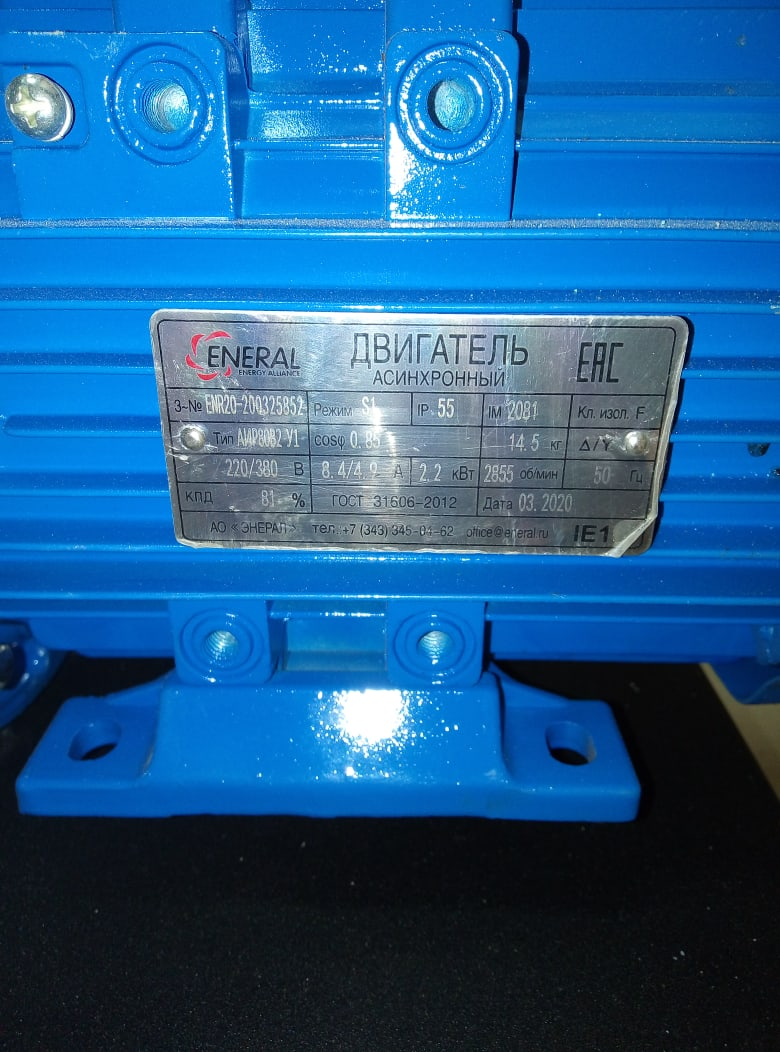 ENERAL
ENERGY ALLIANCE
ДВИГАТЕЛЬ
АСИНХРОННЫЙ
EAC
З-№ ENR20-200325852 Режим S1 IP 55 IM 2081 Кл. изол. F
Тип АИР80В2 У1 cosφ 0.85 14.5 кг Δ/Y
220/380 В 8.4/4.9 А 2.2 кВт 2855 об/мин 50 Гц
КПД 81 % ГОСТ 31606-2012 Дата 03.2020
АО «ЭНЕРАЛ» тел. +7 (343) 345-01-62 office@eneral.ru IE1